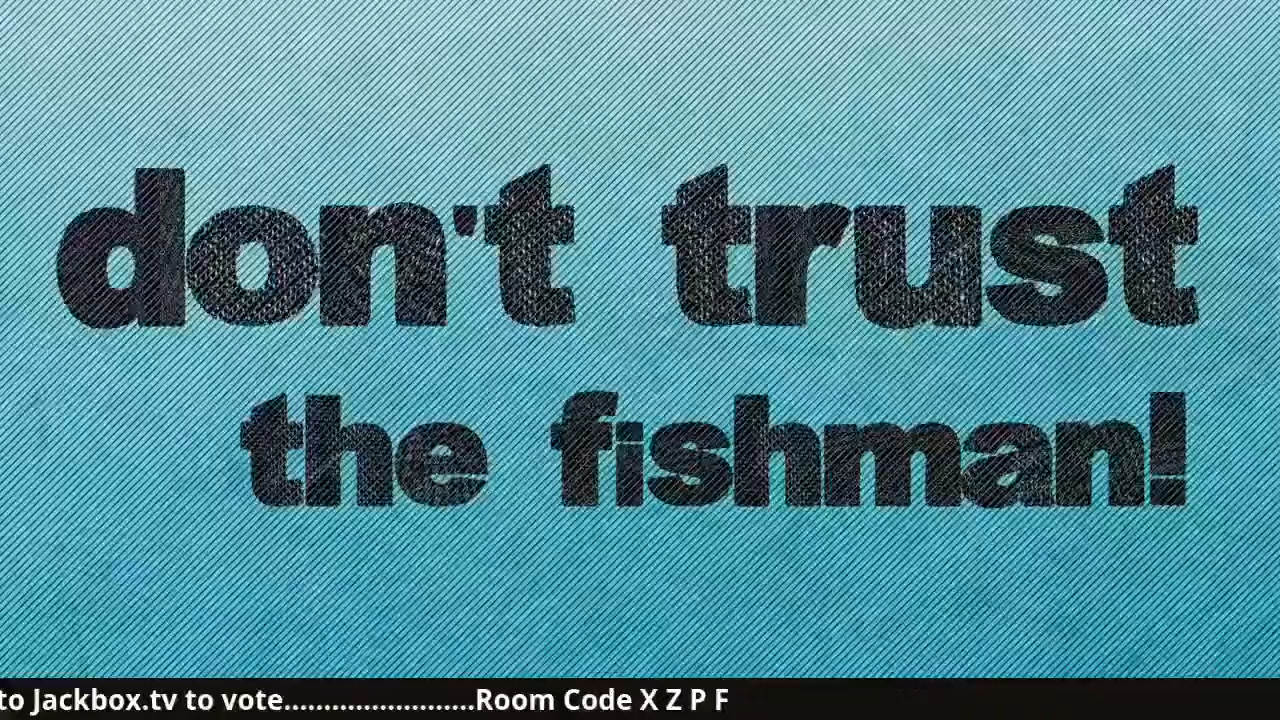 don't trust
the fishman!
to Jackbox.tv to vote........................Room Code X Z P F